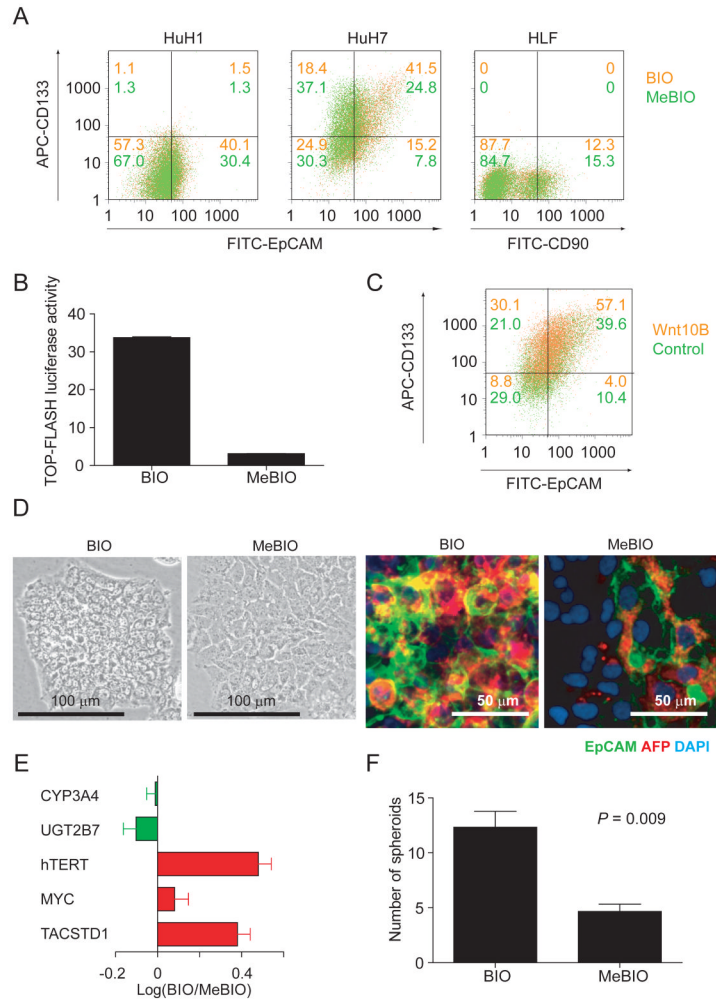 A
HuH1
HuH7
HLF
1.1 1.5
1.3 1.3
57.3 40.1
67.0 30.4
18.4 41.5
37.1 24.8
24.9 15.2
30.3 7.8
0 0
0 0
87.7 12.3
84.7 15.3
BIO
MeBIO
APC-CD133
1000
100
10
1
1 10 100 1000
1 10 100 1000
1 10 100 1000
FITC-EpCAM
FITC-CD90
B
TOP-FLASH luciferase activity
40
30
20
10
0
BIO
MeBIO
C
APC-CD133
1000
100
10
1
30.1 57.1
21.0 39.6
8.8 4.0
29.0 10.4
Wnt10B
Control
1 10 100 1000
FITC-EpCAM
D
BIO
MeBIO
BIO
MeBIO
100 µm
100 µm
50 µm
50 µm
EpCAM AFP DAPI
E
CYP3A4
UGT2B7
hTERT
MYC
TACSTD1
-0.2 0 0.4
Log(BIO/MeBIO)
F
Number of spheroids
15
10
5
0
P = 0.009
BIO
MeBIO